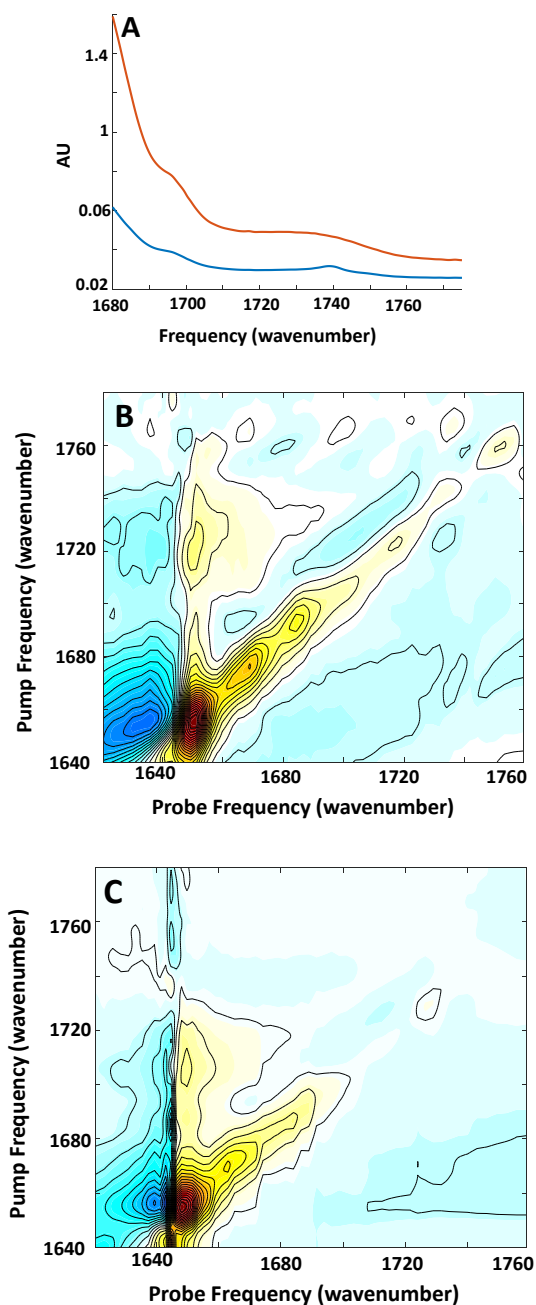 A
1.4
1
0.06
0.02
AU
1680 1700 1720 1740 1760
Frequency (wavenumber)
B
1760
1720
1680
1640
Pump Frequency (wavenumber)
1640 1680 1720 1760
Probe Frequency (wavenumber)
C
1760
1720
1680
1640
Pump Frequency (wavenumber)
1640 1680 1720 1760
Probe Frequency (wavenumber)